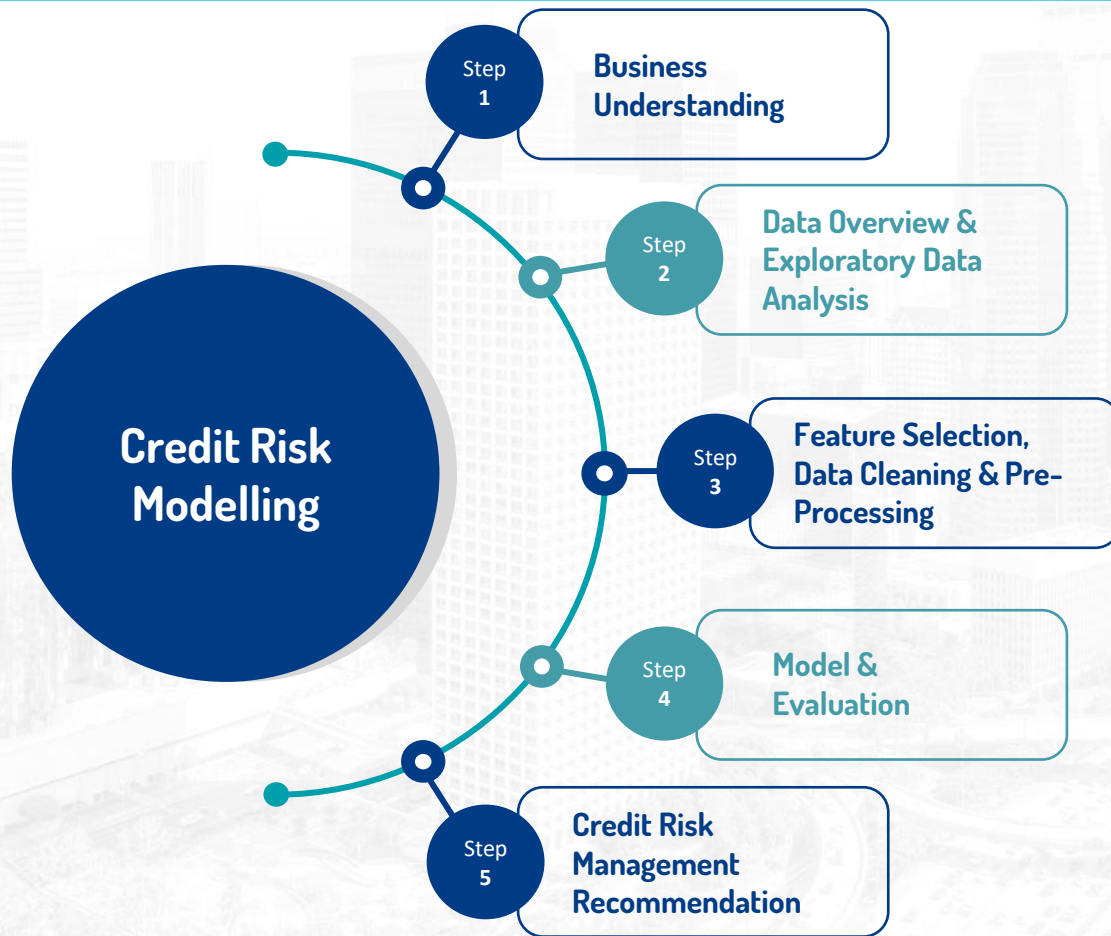 Step
1
Business
Understanding
Step
2
Data Overview &
Exploratory Data
Analysis
Credit Risk
Modelling
Step
3
Feature Selection,
Data Cleaning & Pre-
Processing
Step
4
Model &
Evaluation
Step
5
Credit Risk
Management
Recommendation